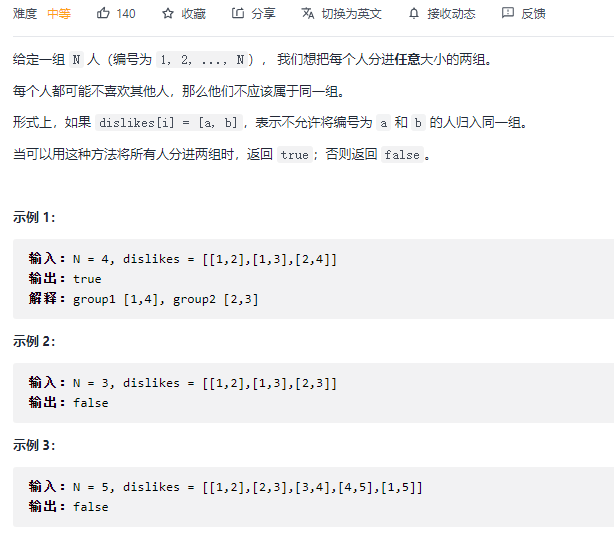 难度 中等 140 收藏 分享 切换为英文 接收动态 反馈
给定一组 N 人（编号为 1, 2, ..., N）， 我们想把每个人分进任意大小的两组。
每个人都可能不喜欢其他人，那么他们不应该属于同一组。
形式上，如果 dislikes[i] = [a, b]，表示不允许将编号为 a 和 b 的人归入同一组。
当可以用这种方法将所有人分进两组时，返回 true；否则返回 false。
示例 1：
输入：N = 4, dislikes = [[1,2],[1,3],[2,4]]
输出：true
解释：group1 [1,4], group2 [2,3]
示例 2：
输入：N = 3, dislikes = [[1,2],[1,3],[2,3]]
输出：false
示例 3：
输入：N = 5, dislikes = [[1,2],[2,3],[3,4],[4,5],[1,5]]
输出：false